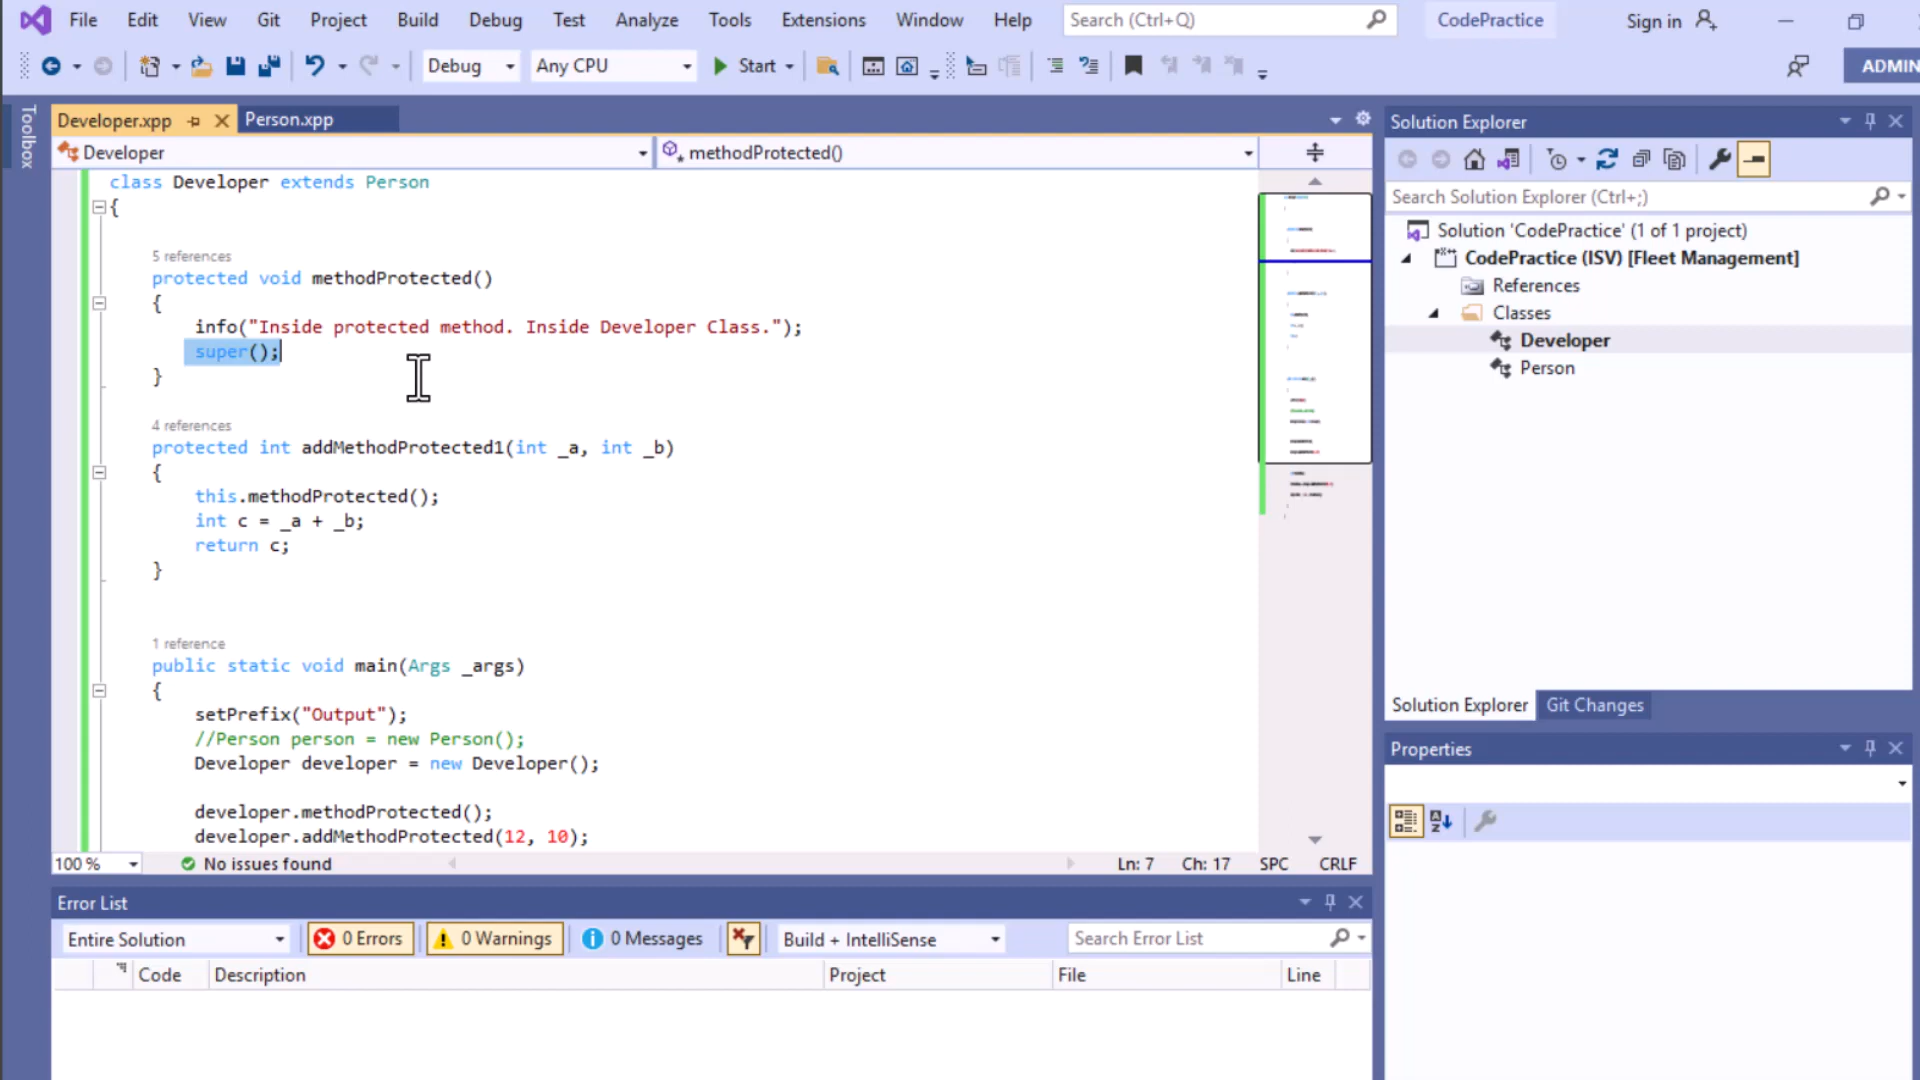 File Edit View Git Project Build Debug Test Analyze Tools Extensions Window Help Search (Ctrl+Q) CodePractice Sign in
Debug Any CPU Start ADMIN
Toolbox
Developer.xpp Person.xpp
Developer methodProtected()
class Developer extends Person
{
5 references
protected void methodProtected()
{
info("Inside protected method. Inside Developer Class.");
super();
}
4 references
protected int addMethodProtected1(int _a, int _b)
{
this.methodProtected();
int c = _a + _b;
return c;
}
1 reference
public static void main(Args _args)
{
setPrefix("Output");
//Person person = new Person();
Developer developer = new Developer();
developer.methodProtected();
developer.addMethodProtected(12, 10);
100 % No issues found Ln: 7 Ch: 17 SPC CRLF
Error List
Entire Solution 0 Errors 0 Warnings 0 Messages Build + IntelliSense Search Error List
Code Description Project File Line
Solution Explorer
Search Solution Explorer (Ctrl+;)
Solution 'CodePractice' (1 of 1 project)
CodePractice (ISV) [Fleet Management]
References
Classes
Developer
Person
Solution Explorer Git Changes
Properties